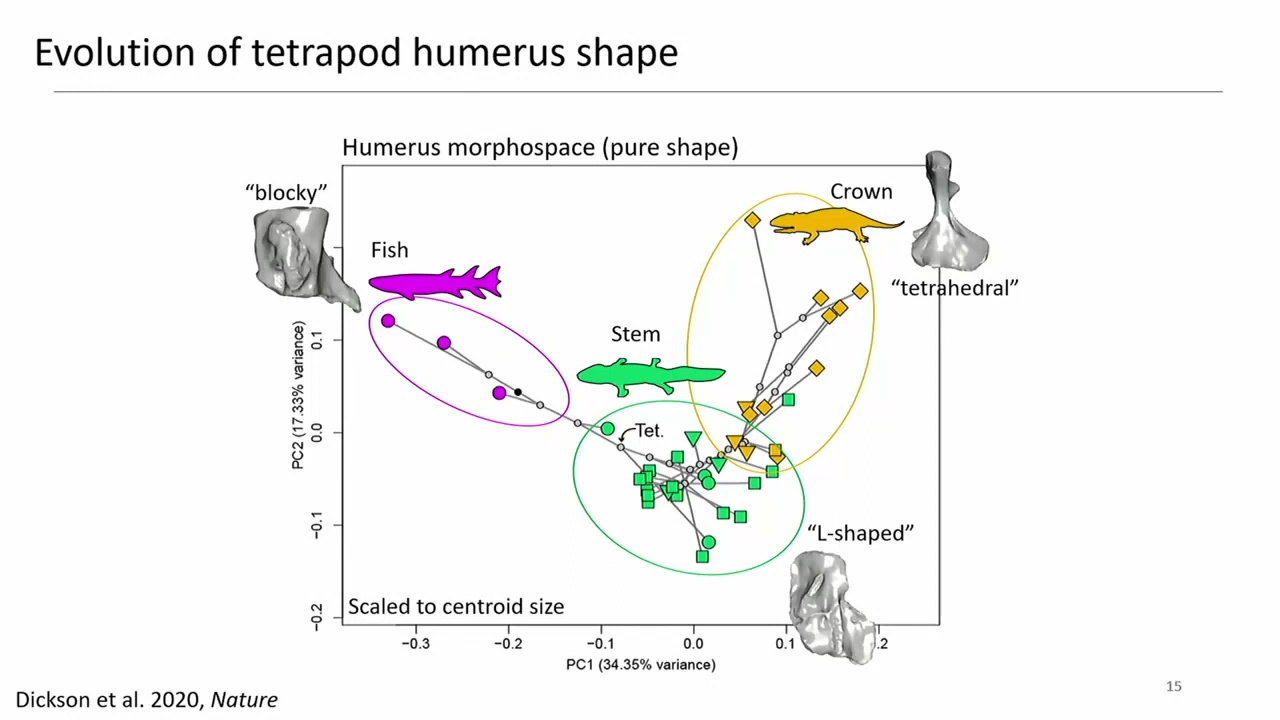 Evolution of tetrapod humerus shape
Humerus morphospace (pure shape)
“blocky”
Fish
Stem
Crown
“tetrahedral”
Tet.
“L-shaped”
Scaled to centroid size
PC2 (17.33% variance)
0.1
0.0
−0.1
−0.2
−0.3
−0.2
−0.1
0.0
0.1
.2
PC1 (34.35% variance)
Dickson et al. 2020, Nature
15